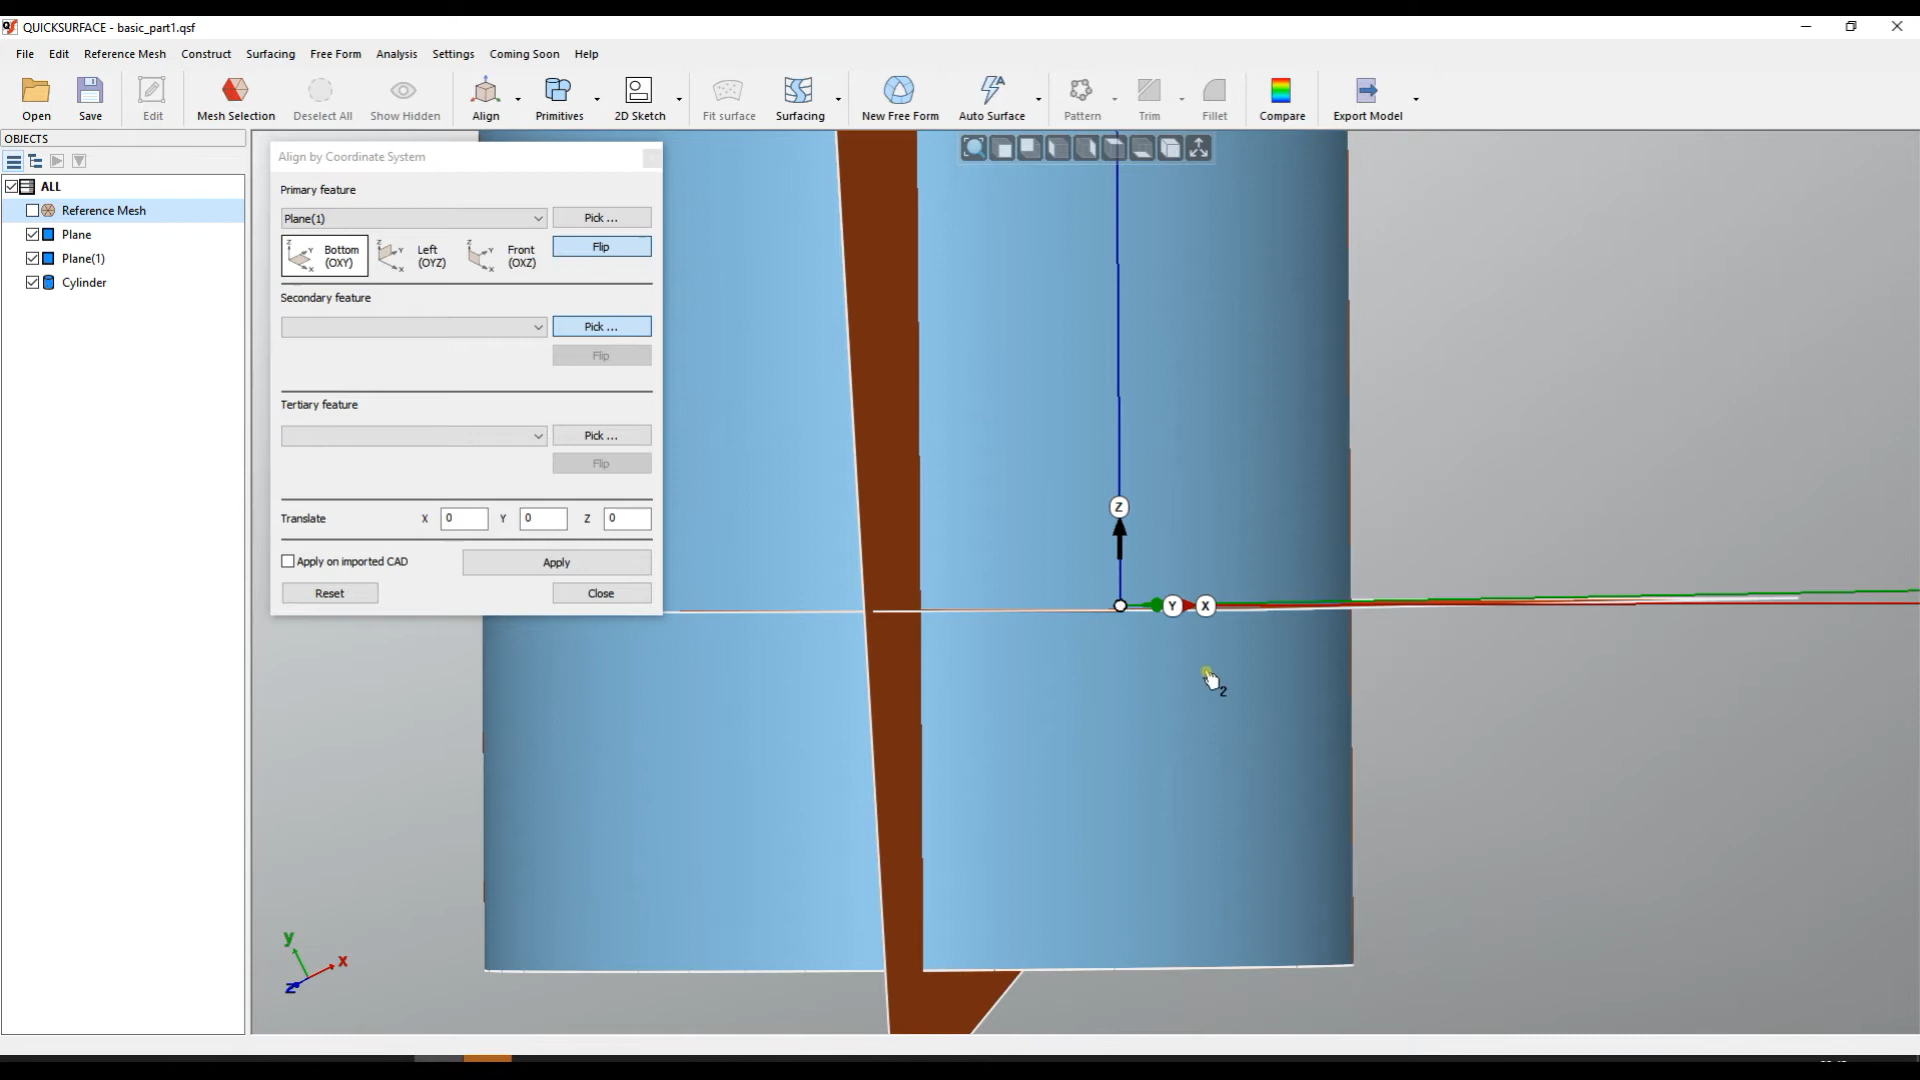 QUICKSURFACE - basic_part1.qsf
File Edit Reference Mesh Construct Surfacing Free Form Analysis Settings Coming Soon Help
Open Save Edit Mesh Selection Deselect All Show Hidden Align Primitives 2D Sketch Fit surface Surfacing New Free Form Auto Surface Pattern Trim Fillet Compare Export Model
OBJECTS
ALL
Reference Mesh
Plane
Plane(1)
Cylinder
Align by Coordinate System
Primary feature
Plane(1) Pick ...
Bottom (OXY) Left (OYZ) Front (OXZ) Flip
Secondary feature
Pick ...
Flip
Tertiary feature
Pick ...
Flip
Translate X 0 Y 0 Z 0
Apply on imported CAD Apply
Reset Close
Z
Y X
2
y
x
z